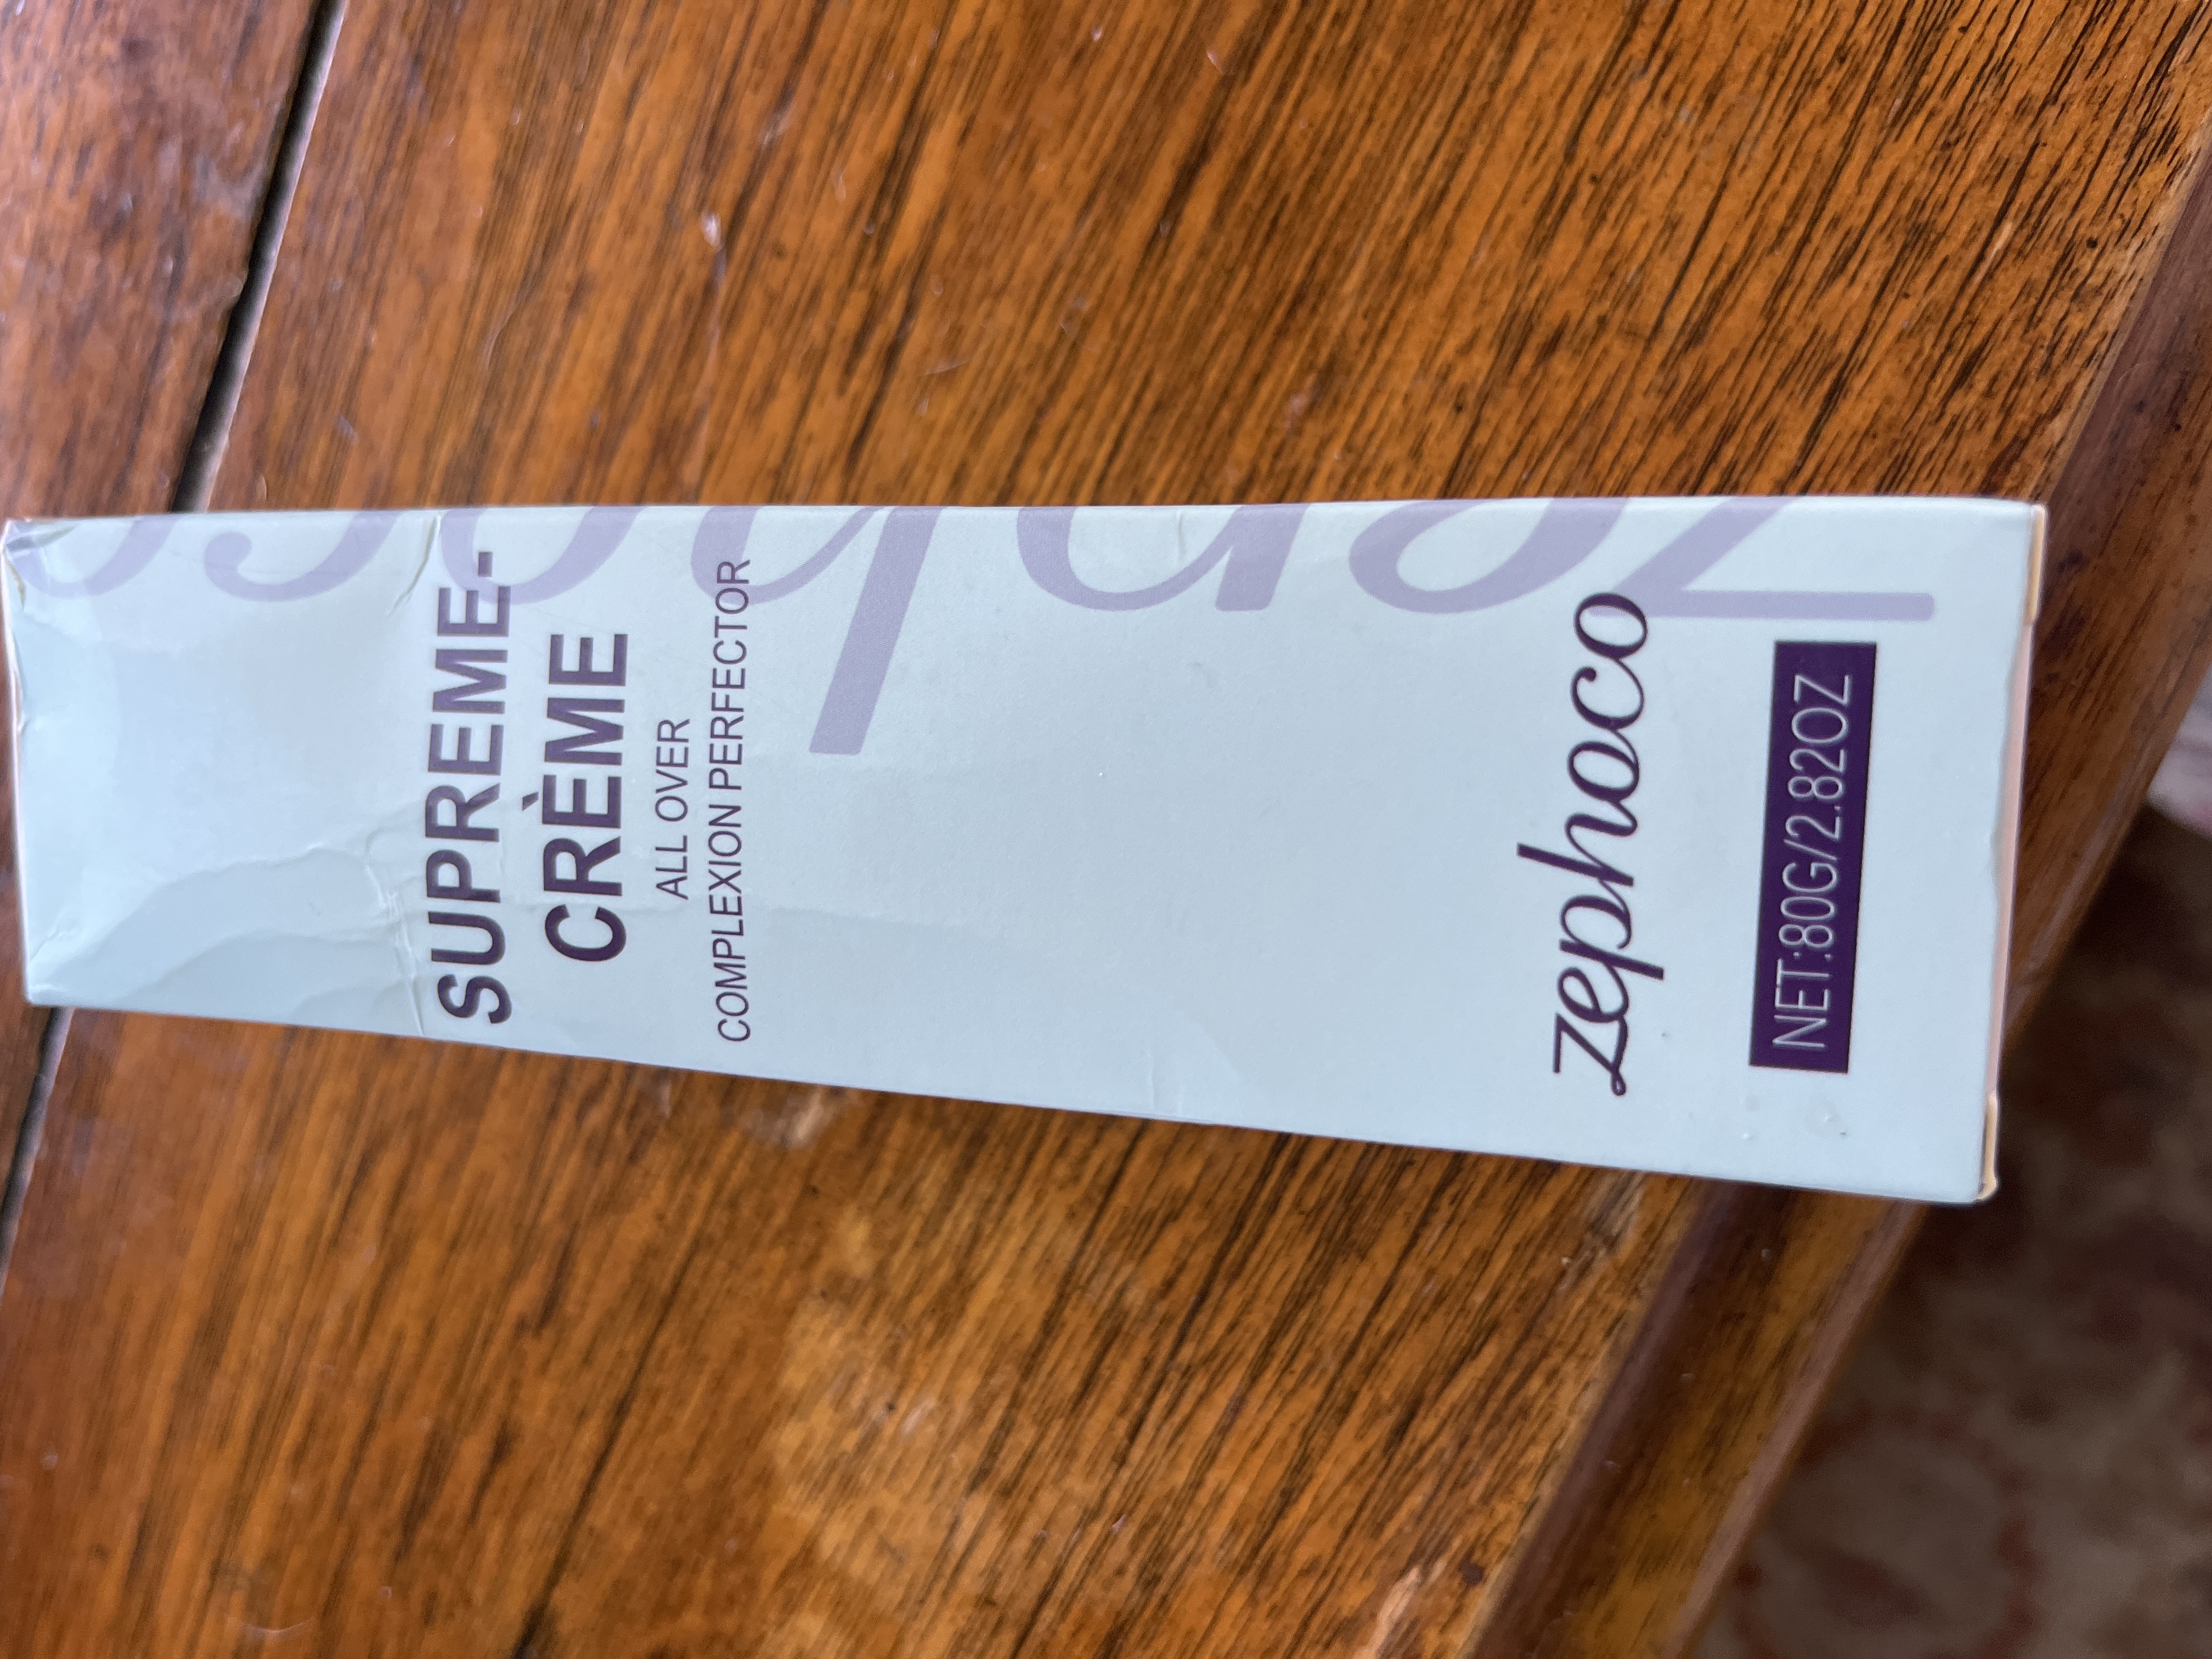 SUPREME-
CRÈME
ALL OVER
COMPLEXION PERFECTOR
zephoco
NET:80G/2.82OZ